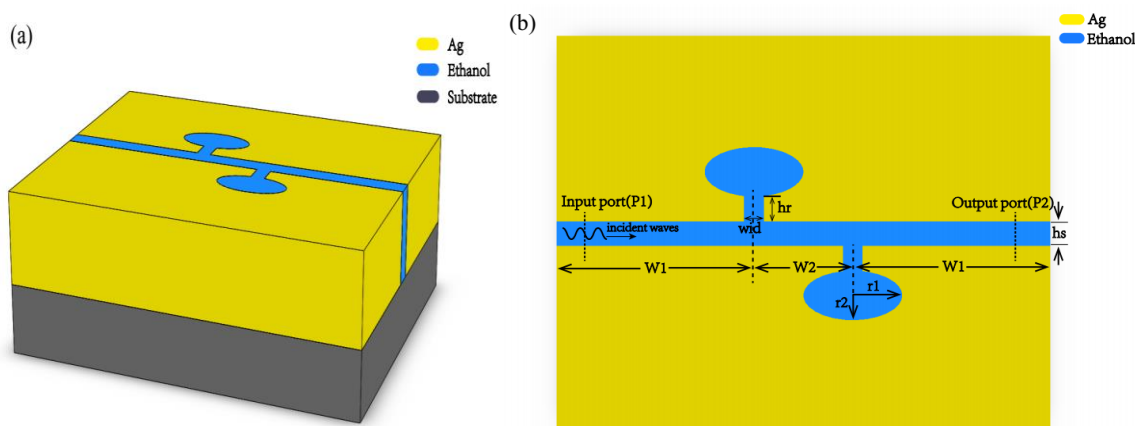 (a)
Ag
Ethanol
Substrate
(b)
Ag
Ethanol
hr
Input port(P1)
Output port(P2)
wid
incident waves
hs
W1
W2
W1
r1
r2